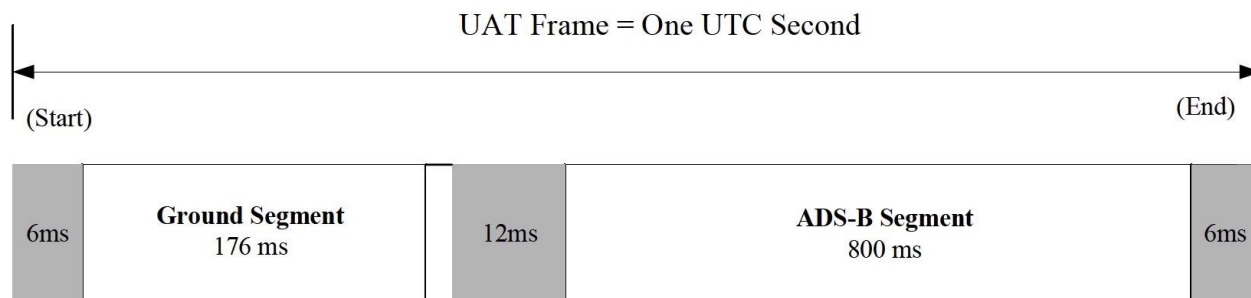 UAT Frame = One UTC Second
(Start)
(End)
6ms
Ground Segment
176 ms
12ms
ADS-B Segment
800 ms
6ms